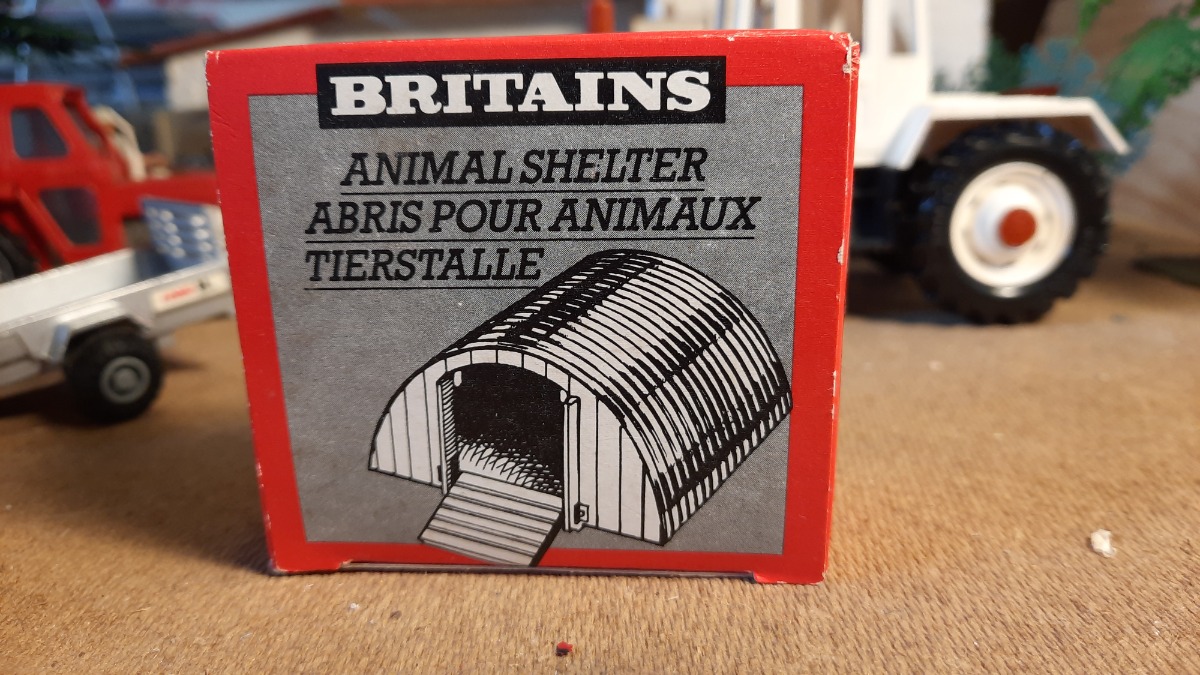 BRITAINS
ANIMAL SHELTER
ABRIS POUR ANIMAUX
TIERSTALLE